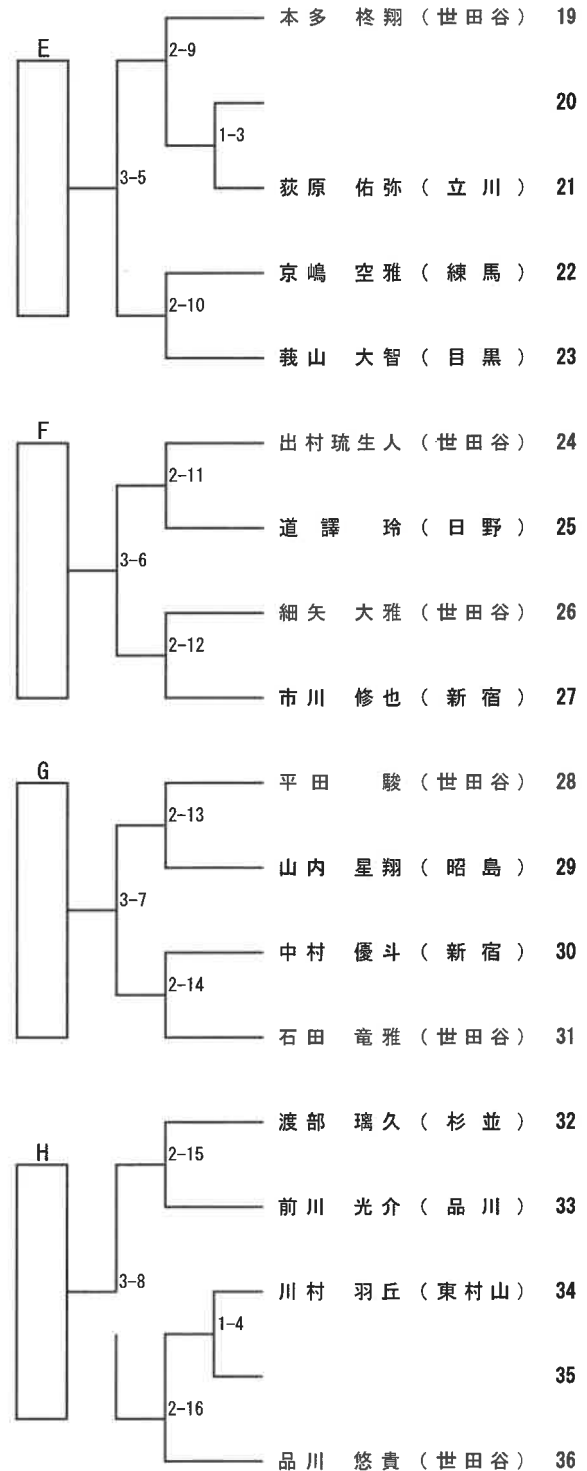 本多 柊翔 (世田谷) 19
E
2-9
20
1-3
3-5
荻原 佑弥 (立川) 21
京嶋 空雅 (練馬) 22
2-10
莪山 大智 (目黒) 23
F
出村琉生人 (世田谷) 24
2-11
道譯 玲 (日野) 25
3-6
細矢 大雅 (世田谷) 26
2-12
市川 修也 (新宿) 27
G
平田 駿 (世田谷) 28
2-13
山内 星翔 (昭島) 29
3-7
中村 優斗 (新宿) 30
2-14
石田 竜雅 (世田谷) 31
渡部 璃久 (杉並) 32
H
2-15
前川 光介 (品川) 33
3-8
川村 羽丘 (東村山) 34
1-4
35
2-16
品川 悠貴 (世田谷) 36